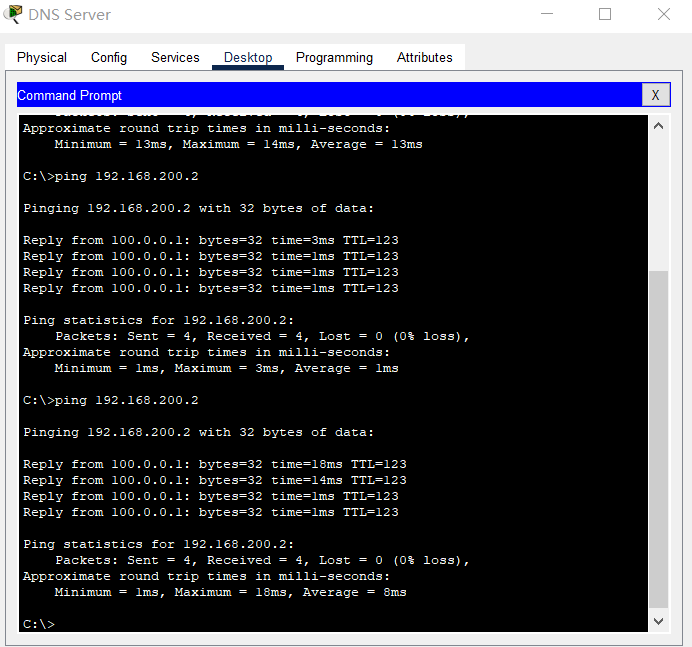 DNS Server
Physical Config Services Desktop Programming Attributes
Command Prompt X
Packets: Sent = 4, Received = 4, Lost = 0 (0% loss),
Approximate round trip times in milli-seconds:
Minimum = 13ms, Maximum = 14ms, Average = 13ms
C:\>ping 192.168.200.2
Pinging 192.168.200.2 with 32 bytes of data:
Reply from 100.0.0.1: bytes=32 time=3ms TTL=123
Reply from 100.0.0.1: bytes=32 time=1ms TTL=123
Reply from 100.0.0.1: bytes=32 time=1ms TTL=123
Reply from 100.0.0.1: bytes=32 time=1ms TTL=123
Ping statistics for 192.168.200.2:
Packets: Sent = 4, Received = 4, Lost = 0 (0% loss),
Approximate round trip times in milli-seconds:
Minimum = 1ms, Maximum = 3ms, Average = 1ms
C:\>ping 192.168.200.2
Pinging 192.168.200.2 with 32 bytes of data:
Reply from 100.0.0.1: bytes=32 time=18ms TTL=123
Reply from 100.0.0.1: bytes=32 time=14ms TTL=123
Reply from 100.0.0.1: bytes=32 time=1ms TTL=123
Reply from 100.0.0.1: bytes=32 time=1ms TTL=123
Ping statistics for 192.168.200.2:
Packets: Sent = 4, Received = 4, Lost = 0 (0% loss),
Approximate round trip times in milli-seconds:
Minimum = 1ms, Maximum = 18ms, Average = 8ms
C:\>